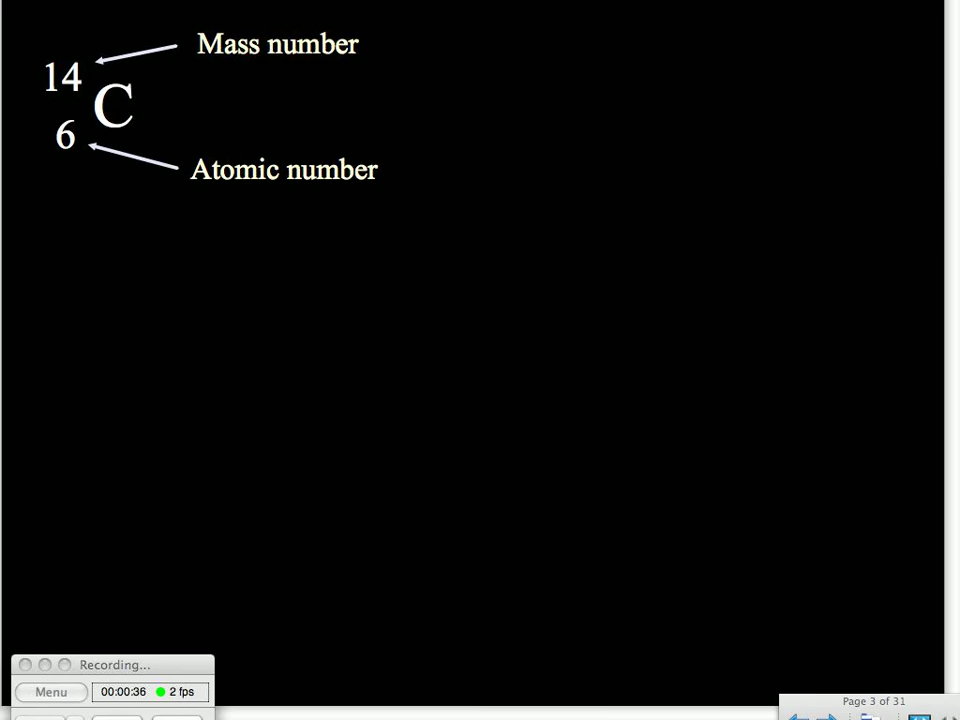 Mass number
14
C
6
Atomic number
Recording...
Menu
00:00:36
2 fps
Page 3 of 31